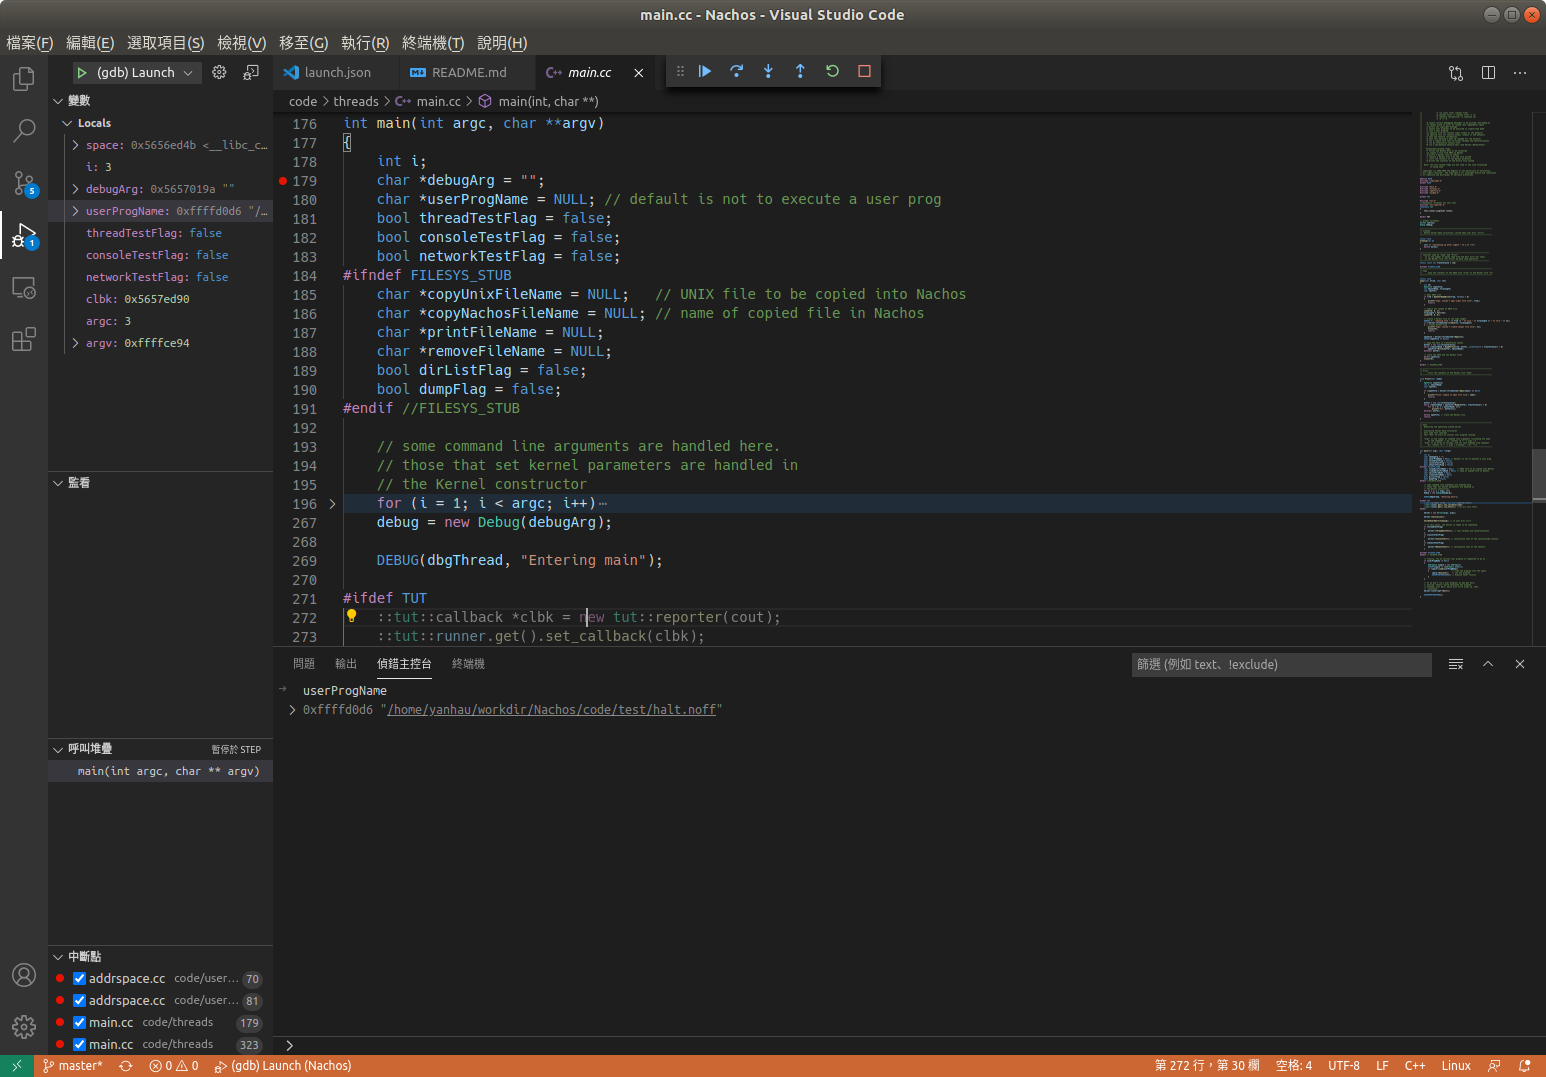 main.cc - Nachos - Visual Studio Code
檔案(F) 編輯(E) 選取項目(S) 檢視(V) 移至(G) 執行(R) 終端機(T) 說明(H)
(gdb) Launch
launch.json README.md main.cc
code > threads > main.cc > main(int, char **)
變數
Locals
space: 0x5656ed4b <__libc_c…
i: 3
debugArg: 0x5657019a ""
userProgName: 0xffffd0d6 "/…
threadTestFlag: false
consoleTestFlag: false
networkTestFlag: false
clbk: 0x5657ed90
argc: 3
argv: 0xffffce94
監看
呼叫堆疊 暫停於 STEP
main(int argc, char ** argv)
中斷點
addrspace.cc code/user… 70
addrspace.cc code/user… 81
main.cc code/threads 179
main.cc code/threads 323
176 int main(int argc, char **argv)
177 {
178 int i;
179 char *debugArg = "";
180 char *userProgName = NULL; // default is not to execute a user prog
181 bool threadTestFlag = false;
182 bool consoleTestFlag = false;
183 bool networkTestFlag = false;
184 #ifndef FILESYS_STUB
185 char *copyUnixFileName = NULL; // UNIX file to be copied into Nachos
186 char *copyNachosFileName = NULL; // name of copied file in Nachos
187 char *printFileName = NULL;
188 char *removeFileName = NULL;
189 bool dirListFlag = false;
190 bool dumpFlag = false;
191 #endif //FILESYS_STUB
192
193 // some command line arguments are handled here.
194 // those that set kernel parameters are handled in
195 // the Kernel constructor
196 for (i = 1; i < argc; i++)⋯
267 debug = new Debug(debugArg);
268
269 DEBUG(dbgThread, "Entering main");
270
271 #ifdef TUT
272 ::tut::callback *clbk = new tut::reporter(cout);
273 ::tut::runner.get().set_callback(clbk);
問題 輸出 偵錯主控台 終端機
篩選 (例如 text、!exclude)
userProgName
0xffffd0d6 "/home/yanhau/workdir/Nachos/code/test/halt.noff"
master* 0 0 (gdb) Launch (Nachos) 第 272 行，第 30 欄 空格: 4 UTF-8 LF C++ Linux
5
1